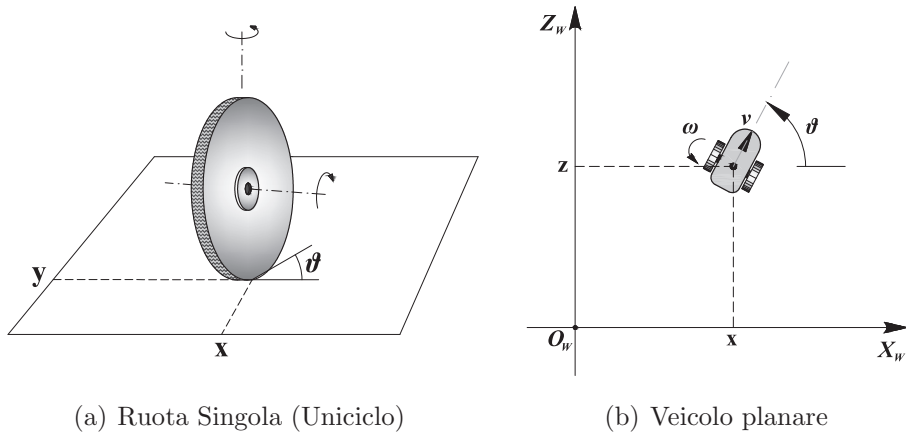 y
x
ϑ
Z_W
v
ϑ
ω
z
O_W
x
X_W
(a) Ruota Singola (Uniciclo)
(b) Veicolo planare